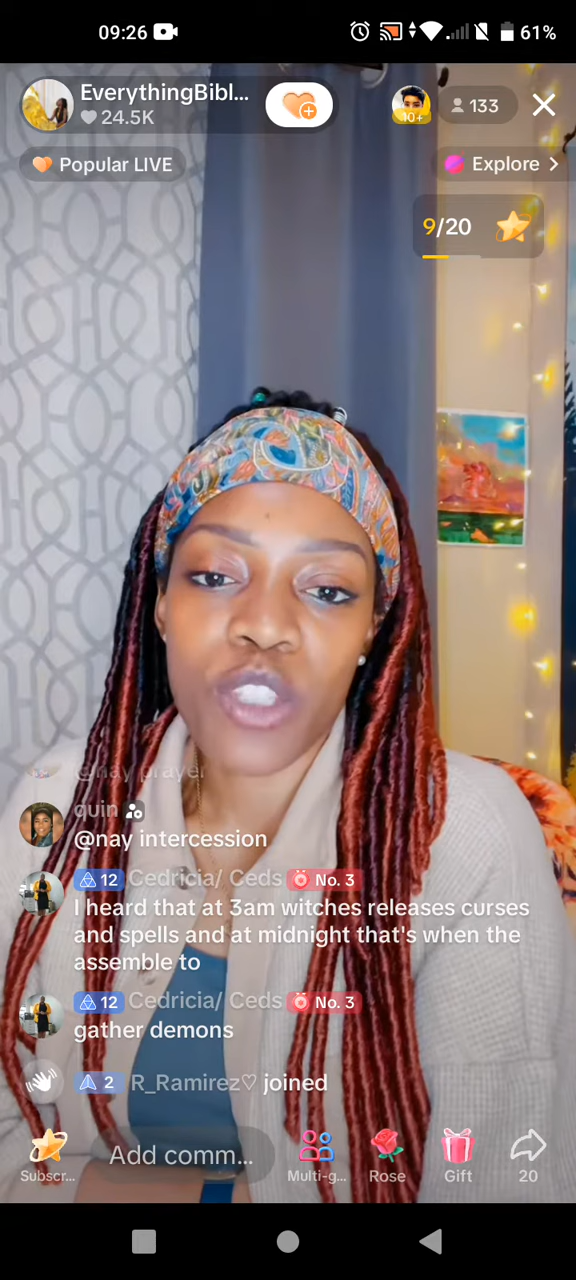 09:26
61%
EverythingBibl...
24.5K
10+
133
Popular LIVE
Explore >
9/20
@nay prayer
quin
@nay intercession
12 Cedricia/ Ceds No. 3
I heard that at 3am witches releases curses
and spells and at midnight that's when the
assemble to
12 Cedricia/ Ceds No. 3
gather demons
2 R_Ramirez♡ joined
Add comm...
Subscr...
Multi-g...
Rose
Gift
20